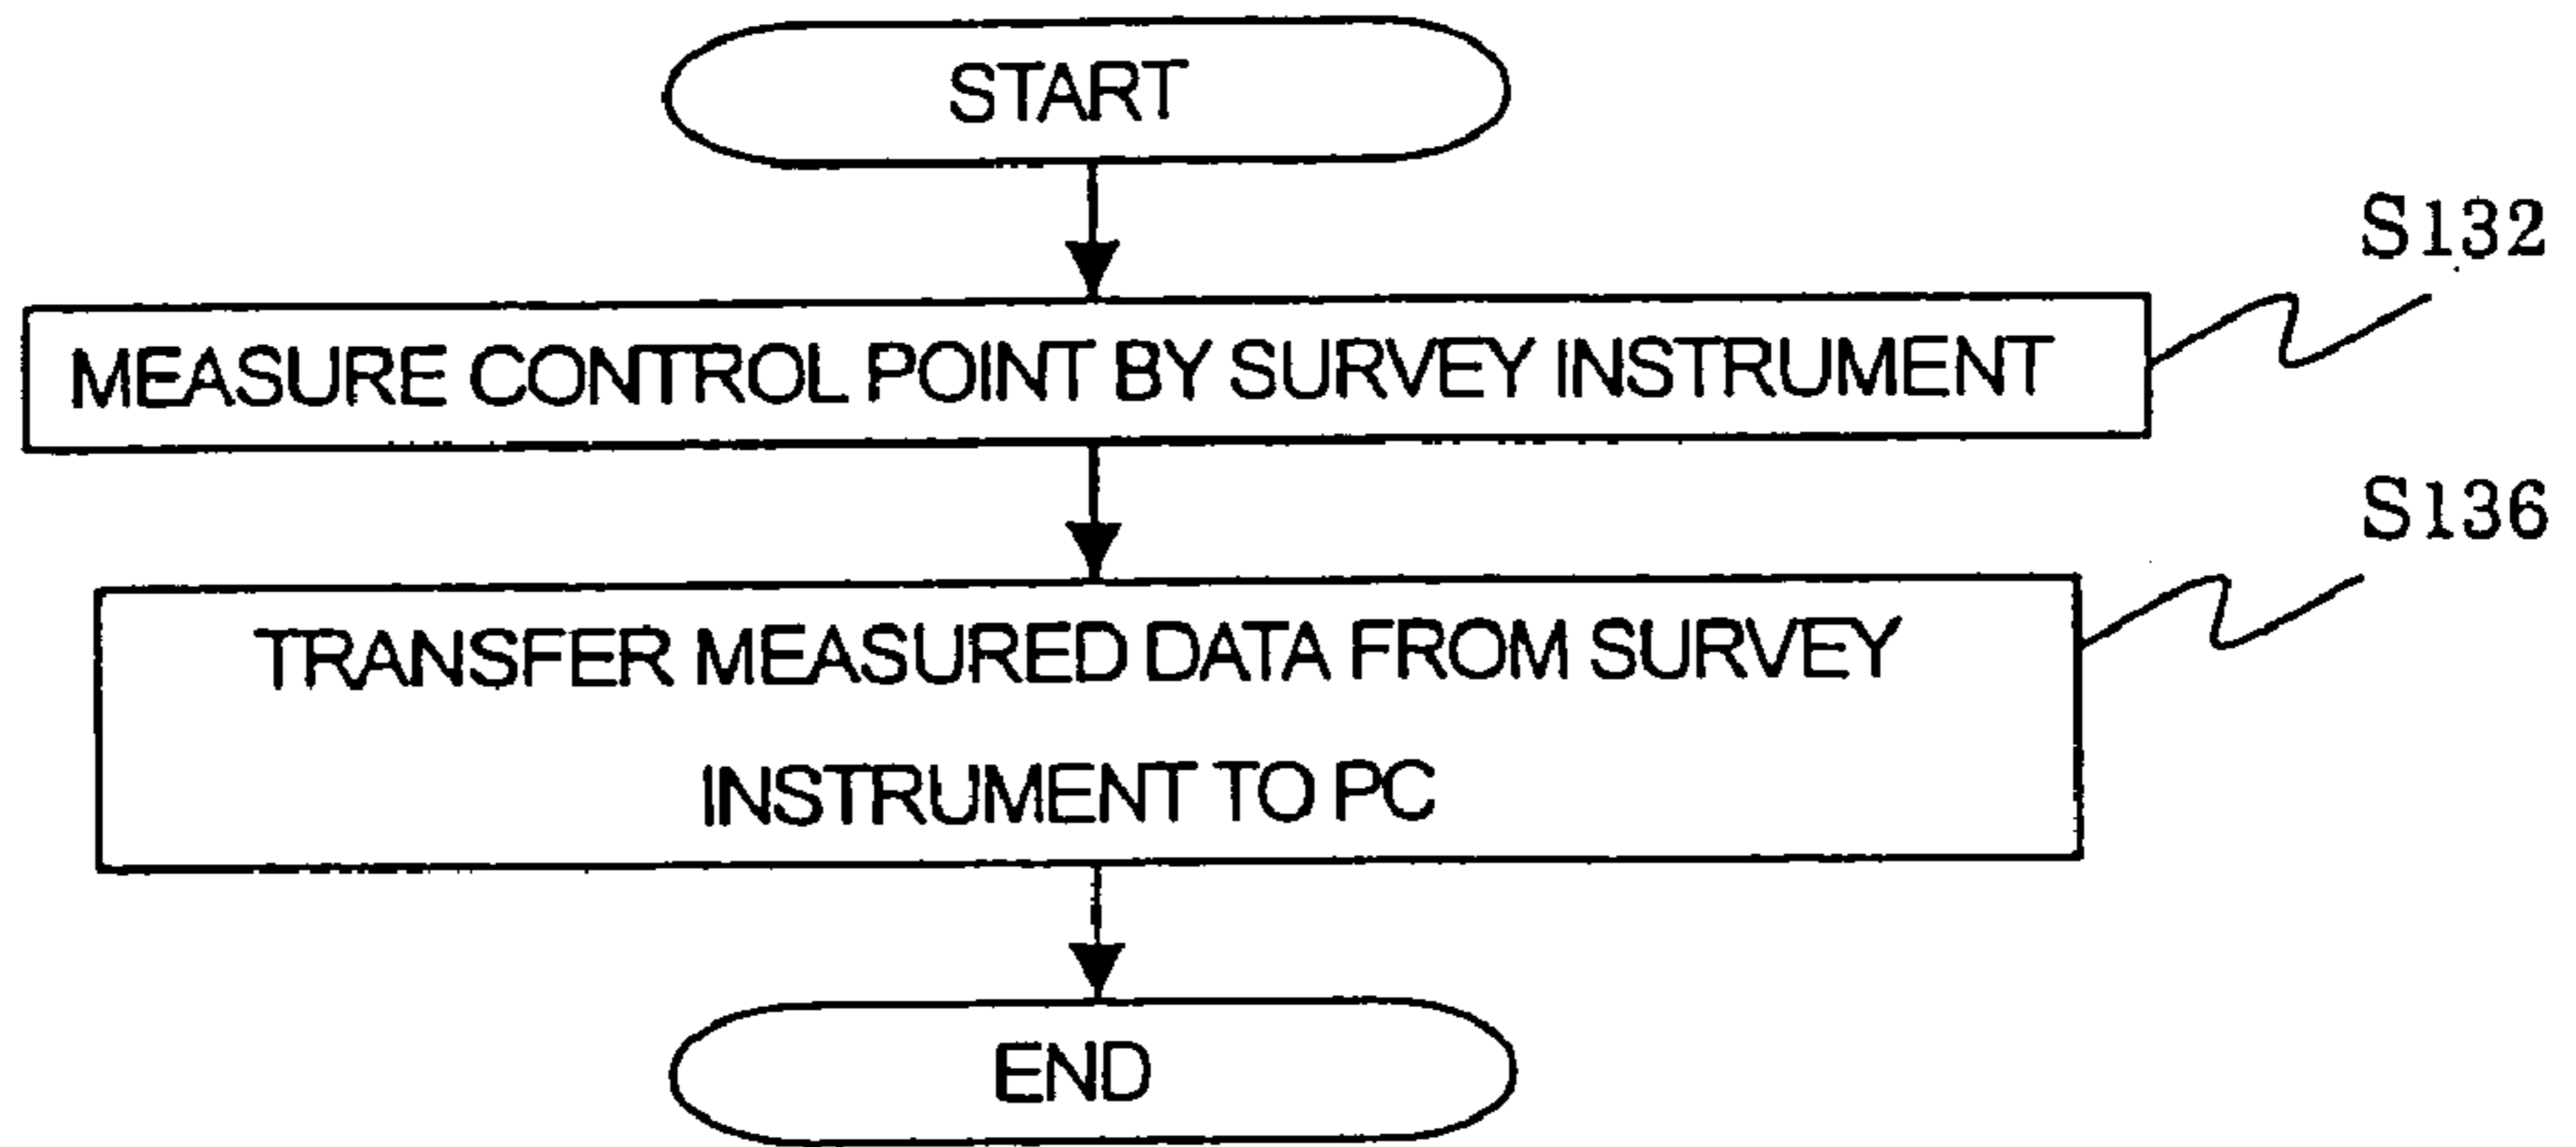 START
S132
MEASURE CONTROL POINT BY SURVEY INSTRUMENT
S136
TRANSFER MEASURED DATA FROM SURVEY
INSTRUMENT TO PC
END